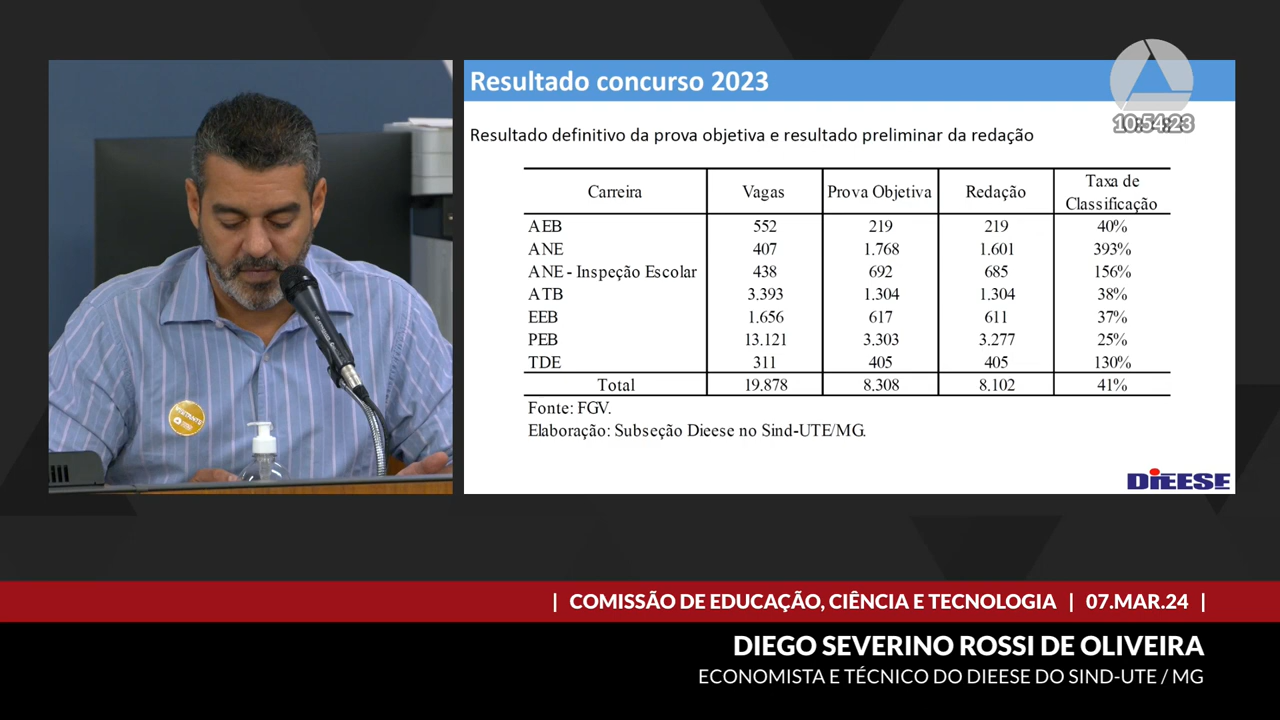 Resultado concurso 2023
10:54:23
Resultado definitivo da prova objetiva e resultado preliminar da redação
Carreira Vagas Prova Objetiva Redação Taxa de Classificação
AEB 552 219 219 40%
ANE 407 1.768 1.601 393%
ANE - Inspeção Escolar 438 692 685 156%
ATB 3.393 1.304 1.304 38%
EEB 1.656 617 611 37%
PEB 13.121 3.303 3.277 25%
TDE 311 405 405 130%
Total 19.878 8.308 8.102 41%
Fonte: FGV.
Elaboração: Subseção Dieese no Sind-UTE/MG.
DIEESE
VISITANTE
| COMISSÃO DE EDUCAÇÃO, CIÊNCIA E TECNOLOGIA | 07.MAR.24 |
DIEGO SEVERINO ROSSI DE OLIVEIRA
ECONOMISTA E TÉCNICO DO DIEESE DO SIND-UTE / MG